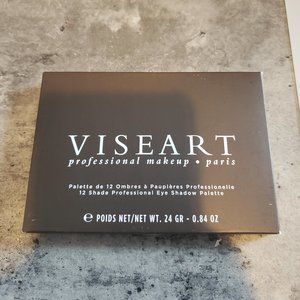 VISEART
professional makeup • paris
Palette de 12 Ombres à Paupières Professionelle
12 Shade Professional Eye Shadow Palette
℮ POIDS NET/NET WT. 24 GR - 0.84 OZ